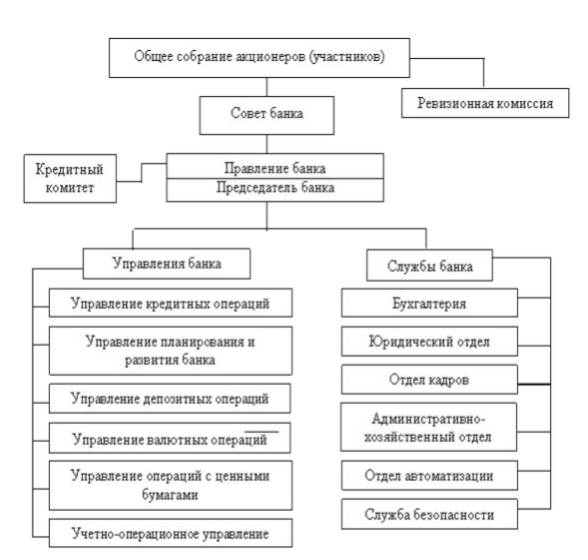 Общее собрание акционеров (участников)
Ревизионная комиссия
Совет банка
Кредитный
комитет
Правление банка
Председатель банка
Управления банка
Службы банка
Управление кредитных операций
Управление планирования и
развития банка
Управление депозитных операций
Управление валютных операций
Управление операций с ценными
бумагами
Учетно-операционное управление
Бухгалтерия
Юридический отдел
Отдел кадров
Административно-
хозяйственный отдел
Отдел автоматизации
Служба безопасности